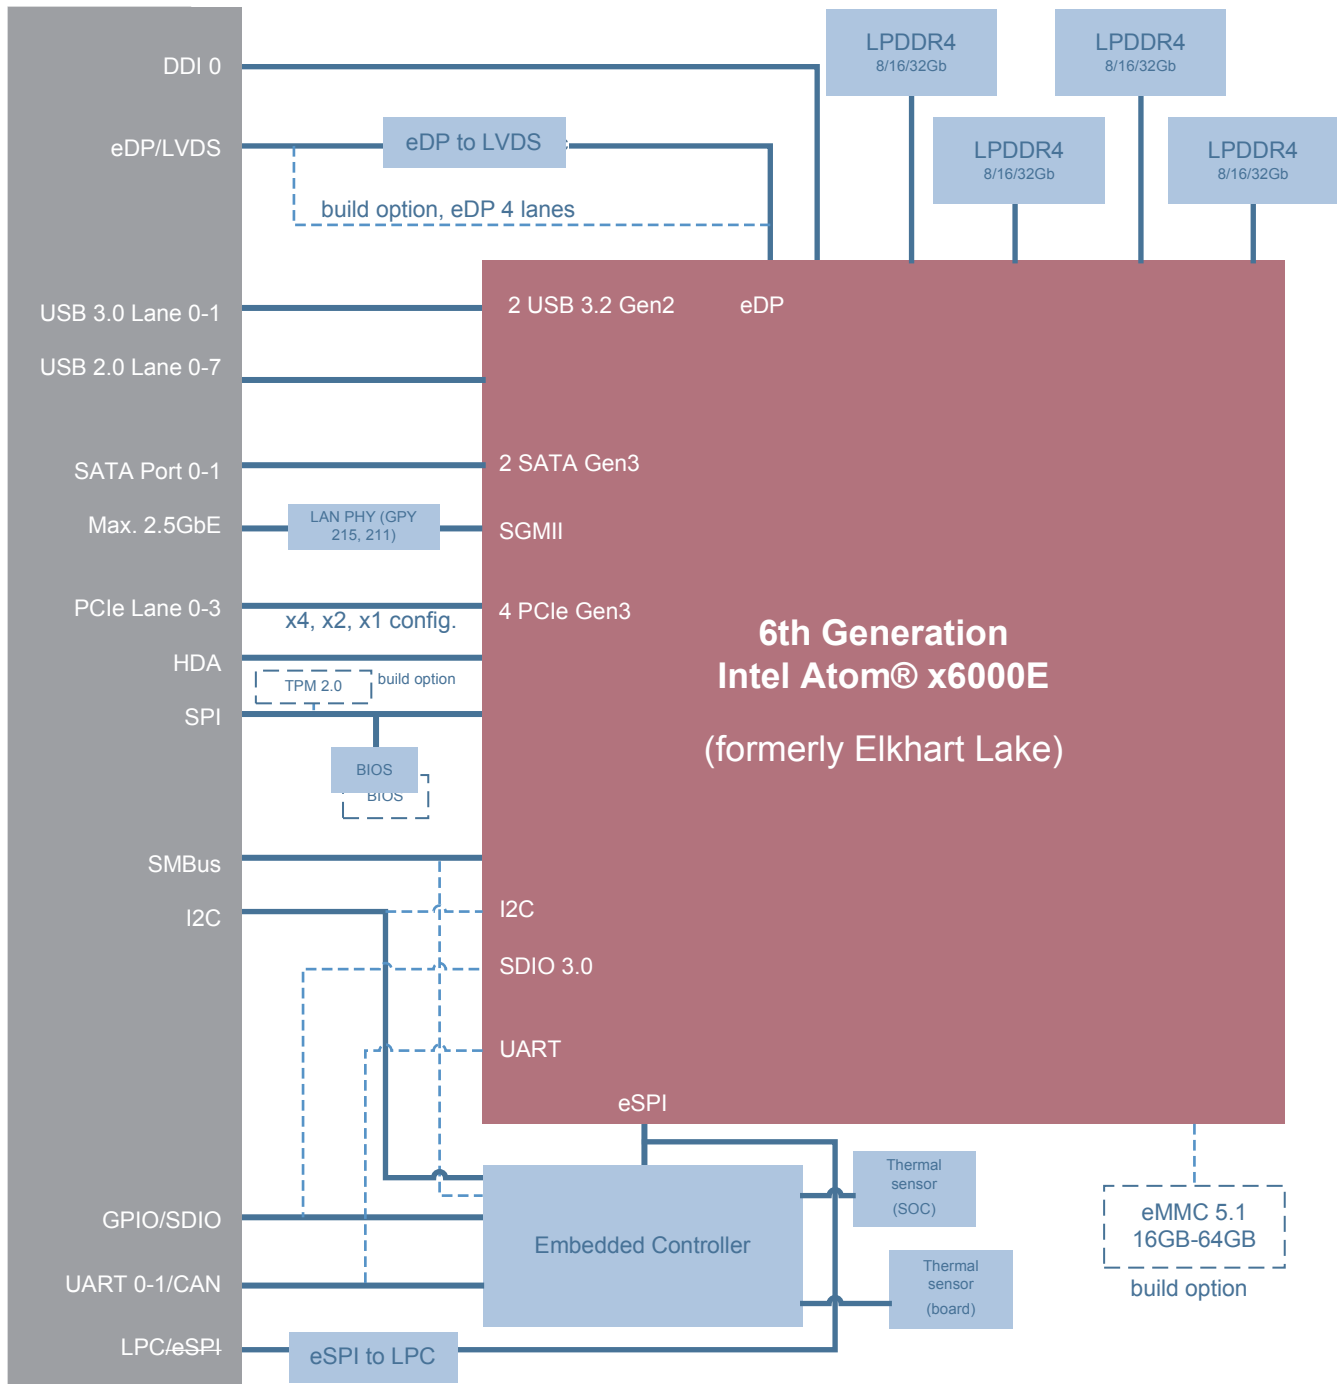 DDI 0
eDP/LVDS
USB 3.0 Lane 0-1
USB 2.0 Lane 0-7
SATA Port 0-1
Max. 2.5GbE
PCIe Lane 0-3
HDA
SPI
SMBus
I2C
GPIO/SDIO
UART 0-1/CAN
LPC/eSPI
eDP to LVDS
build option, eDP 4 lanes
LAN PHY (GPY
215, 211)
x4, x2, x1 config.
TPM 2.0
build option
BIOS
BIOS
eSPI to LPC
LPDDR4
8/16/32Gb
LPDDR4
8/16/32Gb
LPDDR4
8/16/32Gb
LPDDR4
8/16/32Gb
2 USB 3.2 Gen2
eDP
2 SATA Gen3
SGMII
4 PCIe Gen3
6th Generation
Intel Atom® x6000E
(formerly Elkhart Lake)
I2C
SDIO 3.0
UART
eSPI
Embedded Controller
Thermal
sensor
(SOC)
Thermal
sensor
(board)
eMMC 5.1
16GB-64GB
build option